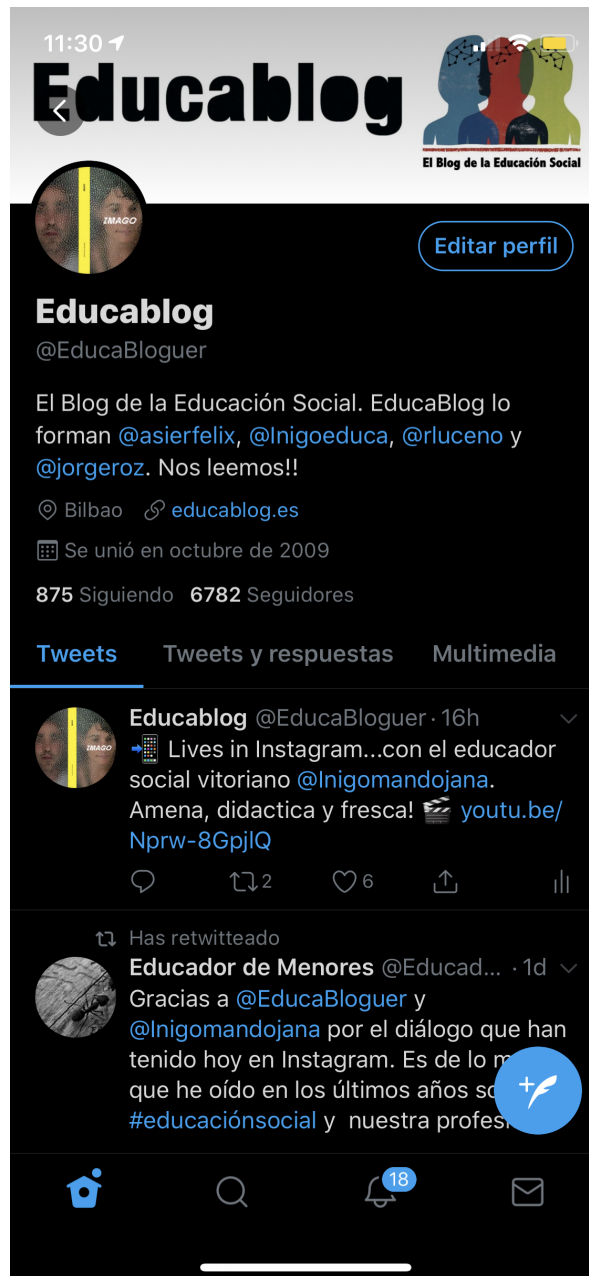 11:30
Educablog
El Blog de la Educación Social
IMAGO
Editar perfil
Educablog
@EducaBloguer
El Blog de la Educación Social. EducaBlog lo
forman @asierfelix, @Inigoeduca, @rluceno y
@jorgeroz. Nos leemos!!
Bilbao educablog.es
Se unió en octubre de 2009
875 Siguiendo 6782 Seguidores
Tweets Tweets y respuestas Multimedia
Educablog @EducaBloguer · 16h
IMAGO
📲 Lives in Instagram...con el educador
social vitoriano @Inigomandojana.
Amena, didactica y fresca! 🎬 youtu.be/
Nprw-8GpjlQ
2 6
Has retwitteado
Educador de Menores @Educad... · 1d
Gracias a @EducaBloguer y
@Inigomandojana por el diálogo que han
tenido hoy en Instagram. Es de lo
que he oído en los últimos años
#educaciónsocial y nuestra
18